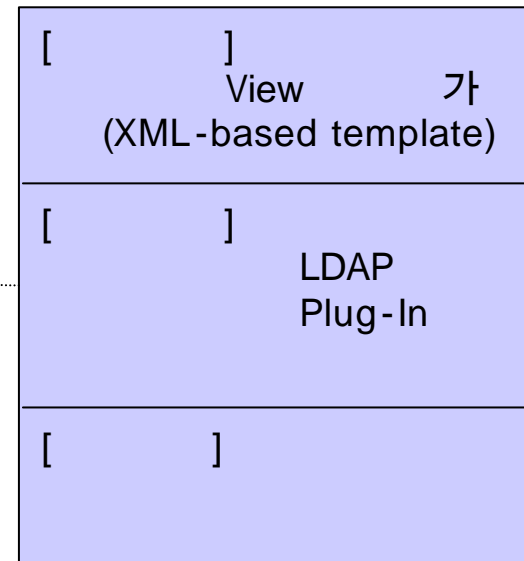 [ ]
View 가
(XML-based template)
[ ]
LDAP
Plug-In
[ ]